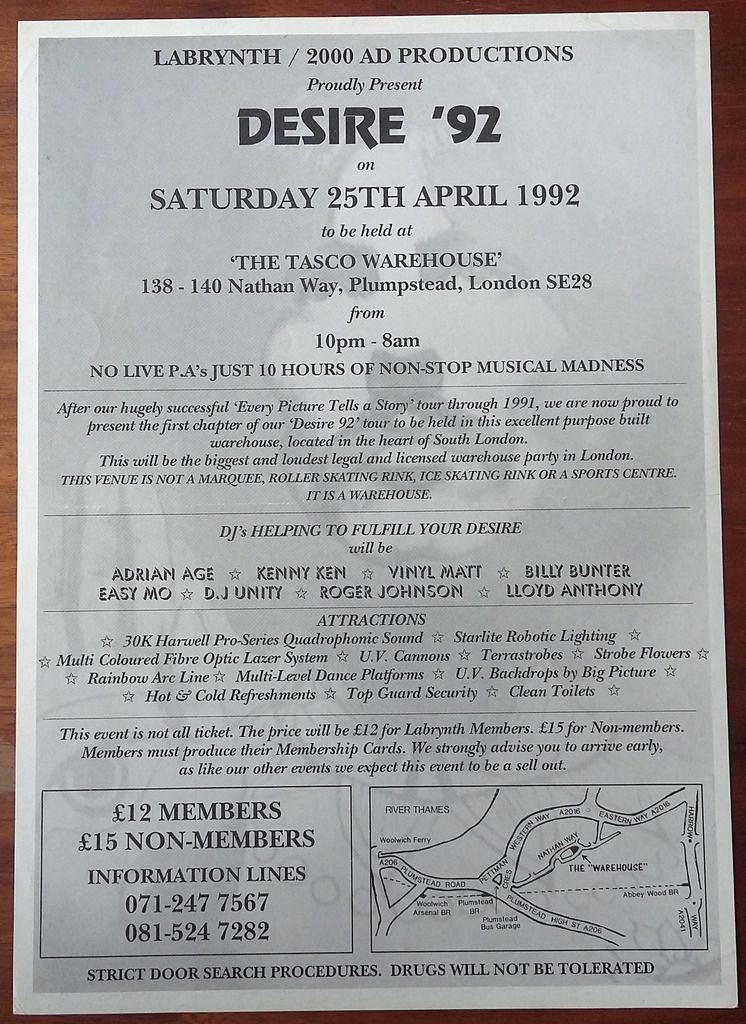 LABRYNTH / 2000 AD PRODUCTIONS
Proudly Present
DESIRE '92
on
SATURDAY 25TH APRIL 1992
to be held at
'THE TASCO WAREHOUSE'
138 - 140 Nathan Way, Plumpstead, London SE28
from
10pm - 8am
NO LIVE P.A's JUST 10 HOURS OF NON-STOP MUSICAL MADNESS
After our hugely successful 'Every Picture Tells a Story' tour through 1991, we are now proud to
present the first chapter of our 'Desire 92' tour to be held in this excellent purpose built
warehouse, located in the heart of South London.
This will be the biggest and loudest legal and licensed warehouse party in London.
THIS VENUE IS NOT A MARQUEE, ROLLER SKATING RINK, ICE SKATING RINK OR A SPORTS CENTRE.
IT IS A WAREHOUSE.
DJ's HELPING TO FULFILL YOUR DESIRE
will be
ADRIAN AGE ☆ KENNY KEN ☆ VINYL MATT ☆ BILLY BUNTER
EASY MO ☆ D.J UNITY ☆ ROGER JOHNSON ☆ LLOYD ANTHONY
ATTRACTIONS
☆ 30K Harwell Pro-Series Quadrophonic Sound ☆ Starlite Robotic Lighting ☆
☆ Multi Coloured Fibre Optic Lazer System ☆ U.V. Cannons ☆ Terrastrobes ☆ Strobe Flowers ☆
☆ Rainbow Arc Line ☆ Multi-Level Dance Platforms ☆ U.V. Backdrops by Big Picture ☆
☆ Hot & Cold Refreshments ☆ Top Guard Security ☆ Clean Toilets ☆
This event is not all ticket. The price will be £12 for Labrynth Members. £15 for Non-members.
Members must produce their Membership Cards. We strongly advise you to arrive early,
as like our other events we expect this event to be a sell out.
£12 MEMBERS
£15 NON-MEMBERS
INFORMATION LINES
071-247 7567
081-524 7282
RIVER THAMES
Woolwich Ferry
A206
PLUMSTEAD ROAD
PETTMAN
CRES
WESTERN WAY A2016
EASTERN WAY A2016
HARROW
NATHAN WAY
THE "WAREHOUSE"
Woolwich
Arsenal BR
Plumstead
BR
Plumstead
Bus Garage
PLUMSTEAD HIGH ST A206
Abbey Wood BR
WAY
A2041
STRICT DOOR SEARCH PROCEDURES. DRUGS WILL NOT BE TOLERATED